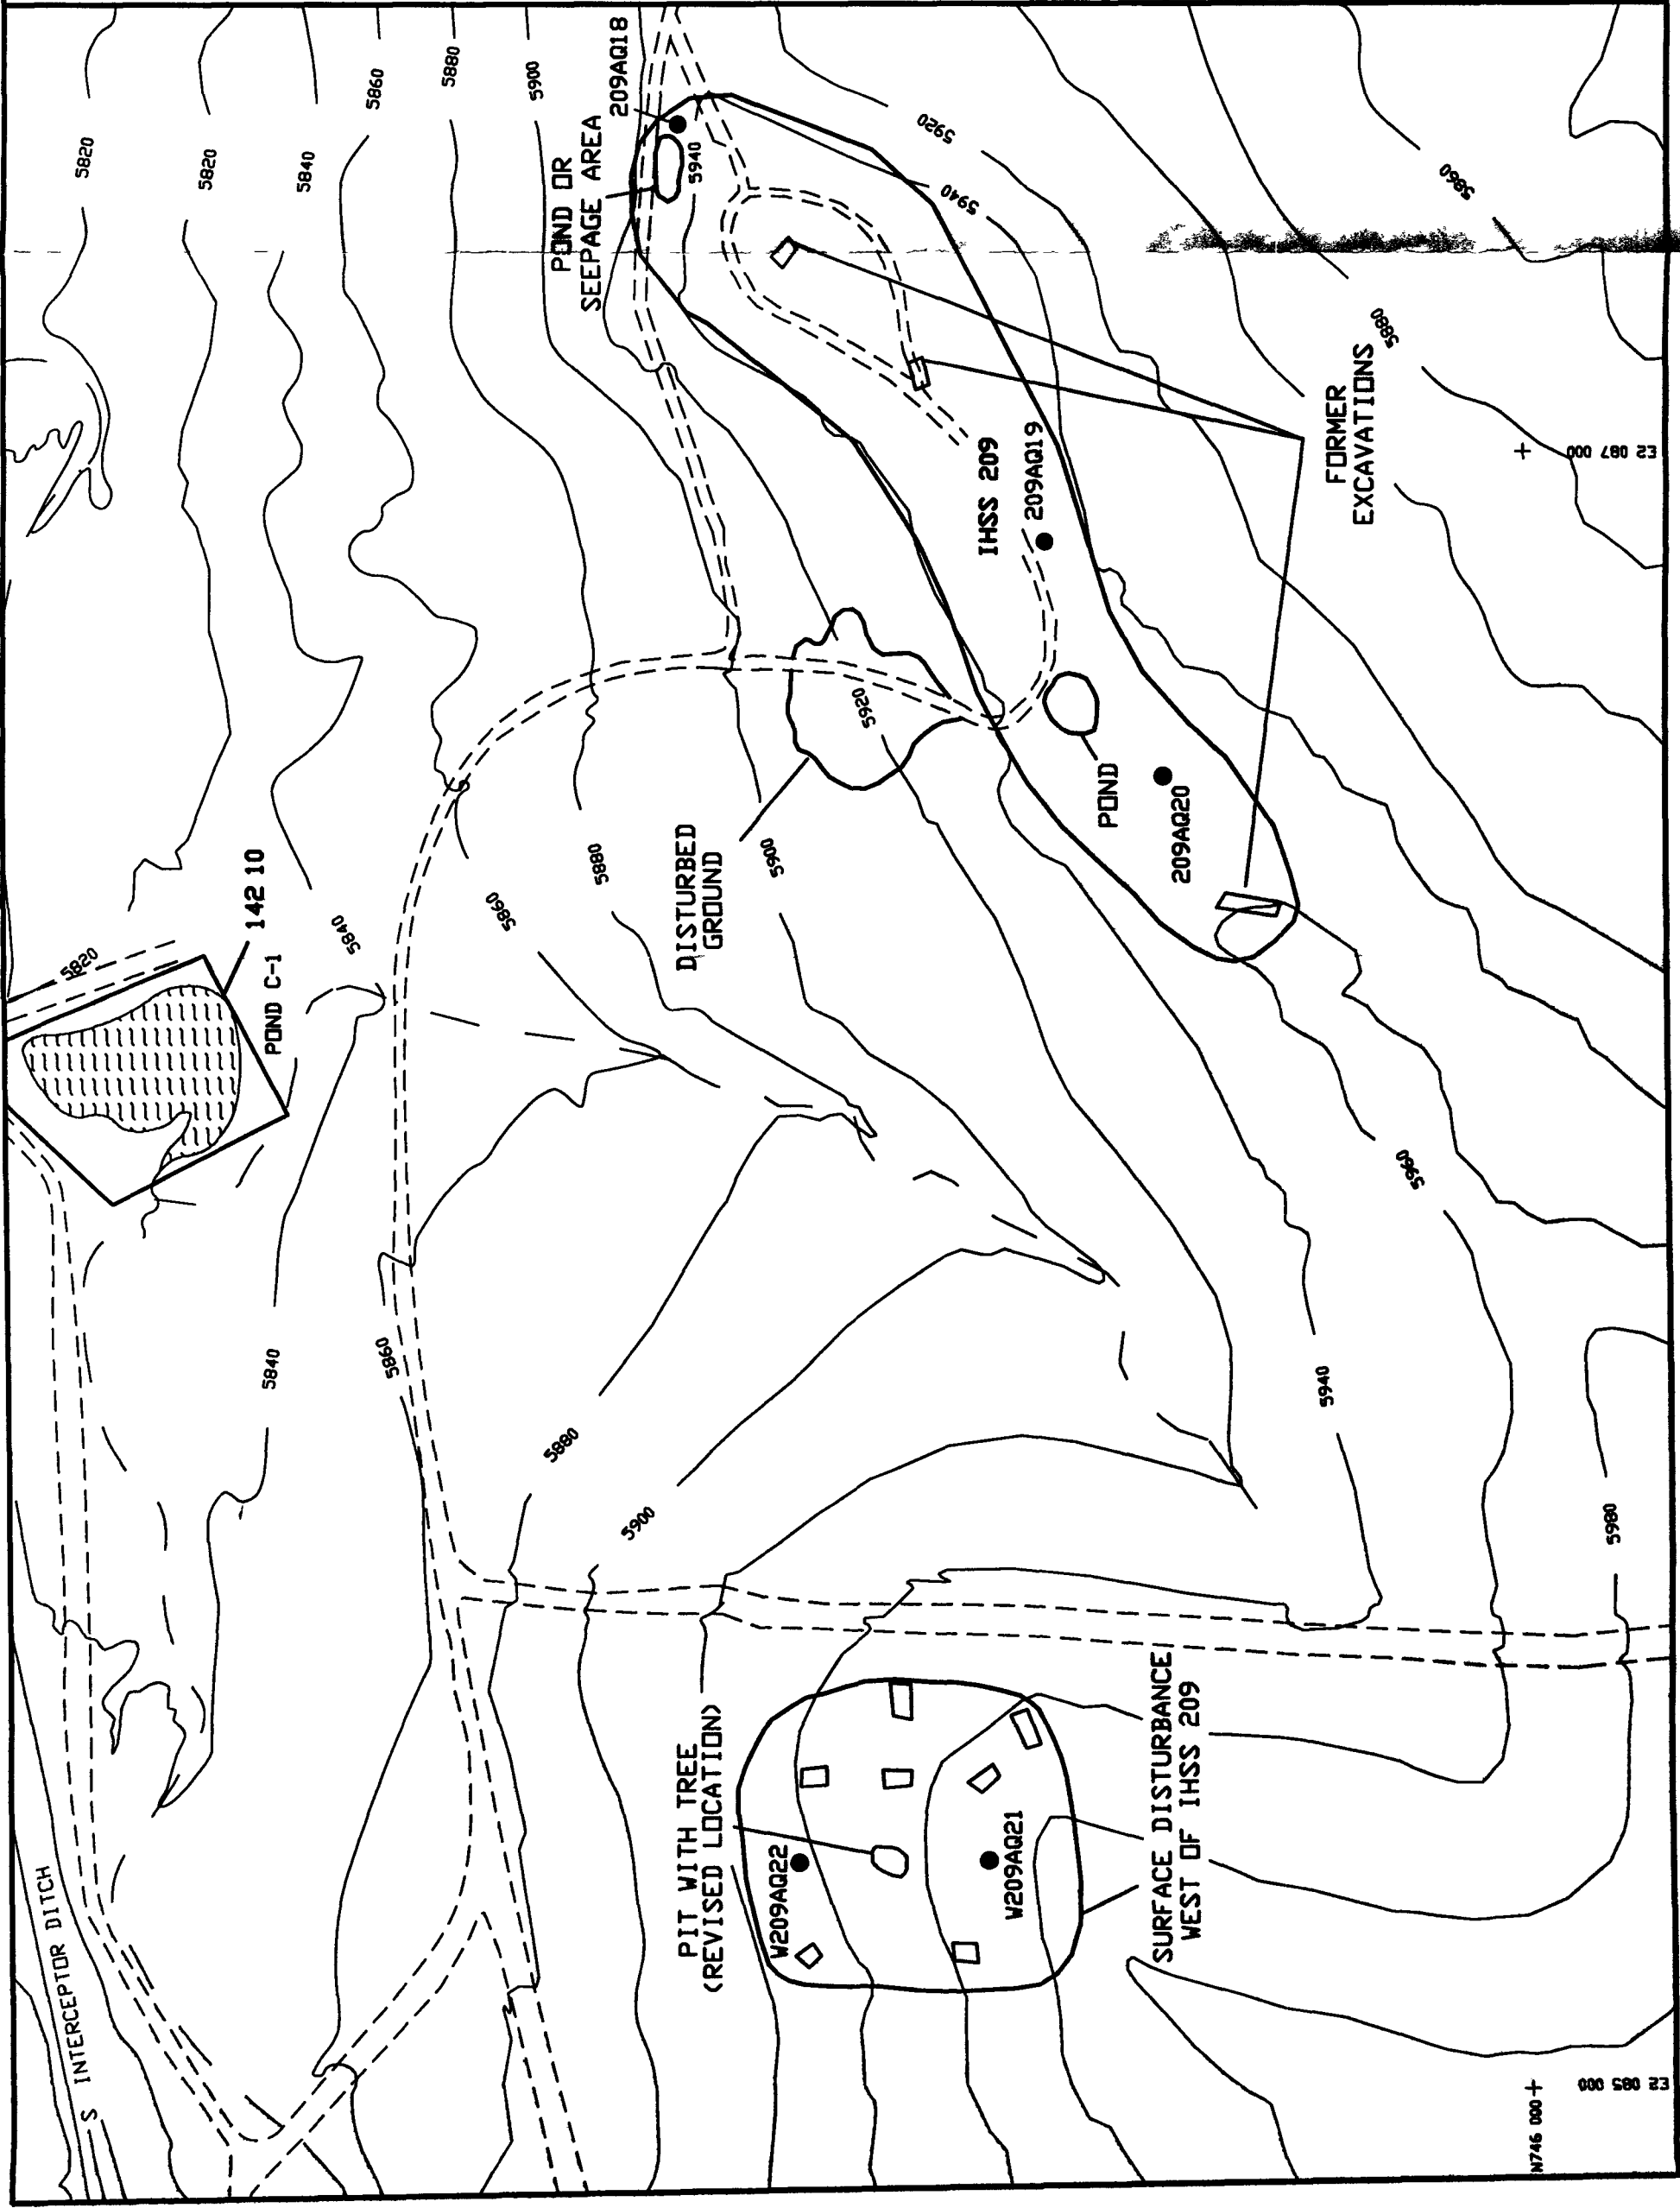 S INTERCEPTOR DITCH
142 10
POND C-1
5820
5840
5820
5820
5840
5860
5880
5900
POND OR
SEEPAGE AREA
209AQ18
5940
5920
5940
5860
5880
5840
5860
5860
5880
5900
5880
5900
DISTURBED
GROUND
5920
IHSS 209
209AQ19
POND
209AQ20
FORMER
EXCAVATIONS
5960
5940
5980
PIT WITH TREE
(REVISED LOCATION)
W209AQ22
W209AQ21
SURFACE DISTURBANCE
WEST OF IHSS 209
N746 000
E2 085 000
E2 087 000